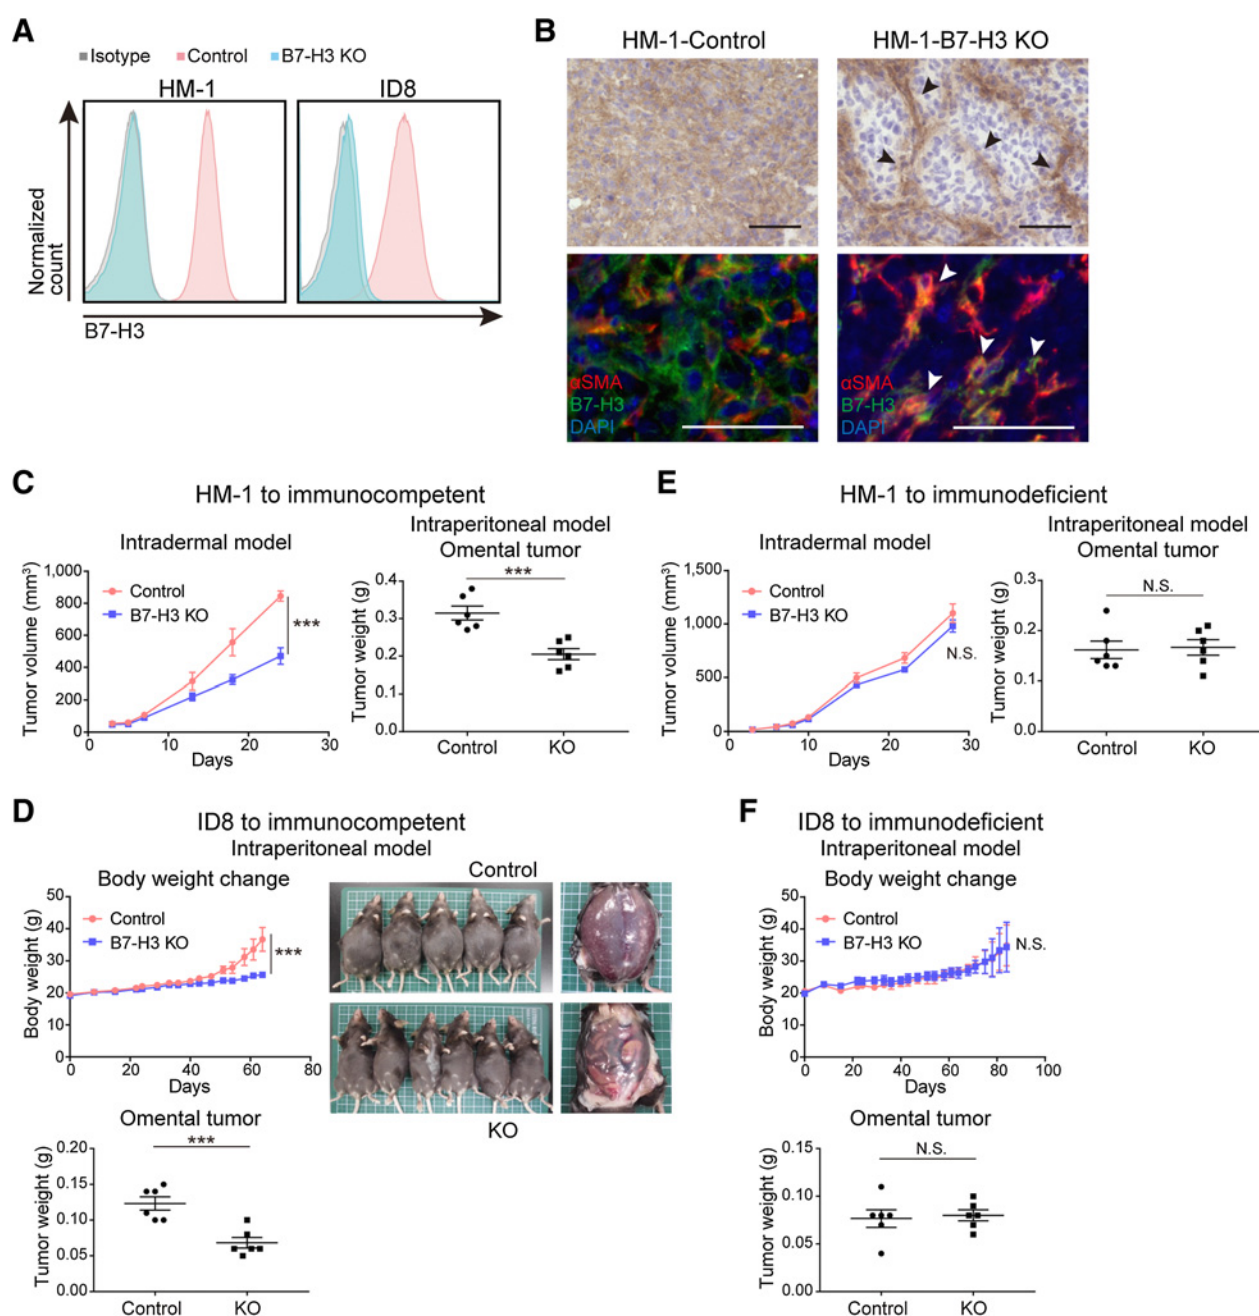 A
Isotype Control B7-H3 KO
HM-1 ID8
Normalized
count
B7-H3
B
HM-1-Control HM-1-B7-H3 KO
αSMA
B7-H3
DAPI
αSMA
B7-H3
DAPI
C
HM-1 to immunocompetent
Intradermal model
Tumor volume (mm³)
1,000
800
600
400
200
0
Control
B7-H3 KO
***
0 10 20 30
Days
Intraperitoneal model
Omental tumor
Tumor weight (g)
0.4
0.3
0.2
0.1
0.0
***
Control KO
E
HM-1 to immunodeficient
Intradermal model
Tumor volume (mm³)
1,500
1,000
500
0
Control
B7-H3 KO
N.S.
0 10 20 30
Days
Intraperitoneal model
Omental tumor
Tumor weight (g)
0.3
0.2
0.1
0.0
N.S.
Control KO
D
ID8 to immunocompetent
Intraperitoneal model
Body weight change
Body weight (g)
50
40
30
20
10
0
Control
B7-H3 KO
***
0 20 40 60 80
Days
Control
KO
Omental tumor
Tumor weight (g)
0.20
0.15
0.10
0.05
0.00
***
Control KO
F
ID8 to immunodeficient
Intraperitoneal model
Body weight change
Body weight (g)
50
40
30
20
10
0
Control
B7-H3 KO
N.S.
0 20 40 60 80 100
Days
Omental tumor
Tumor weight (g)
0.15
0.10
0.05
0.00
N.S.
Control KO